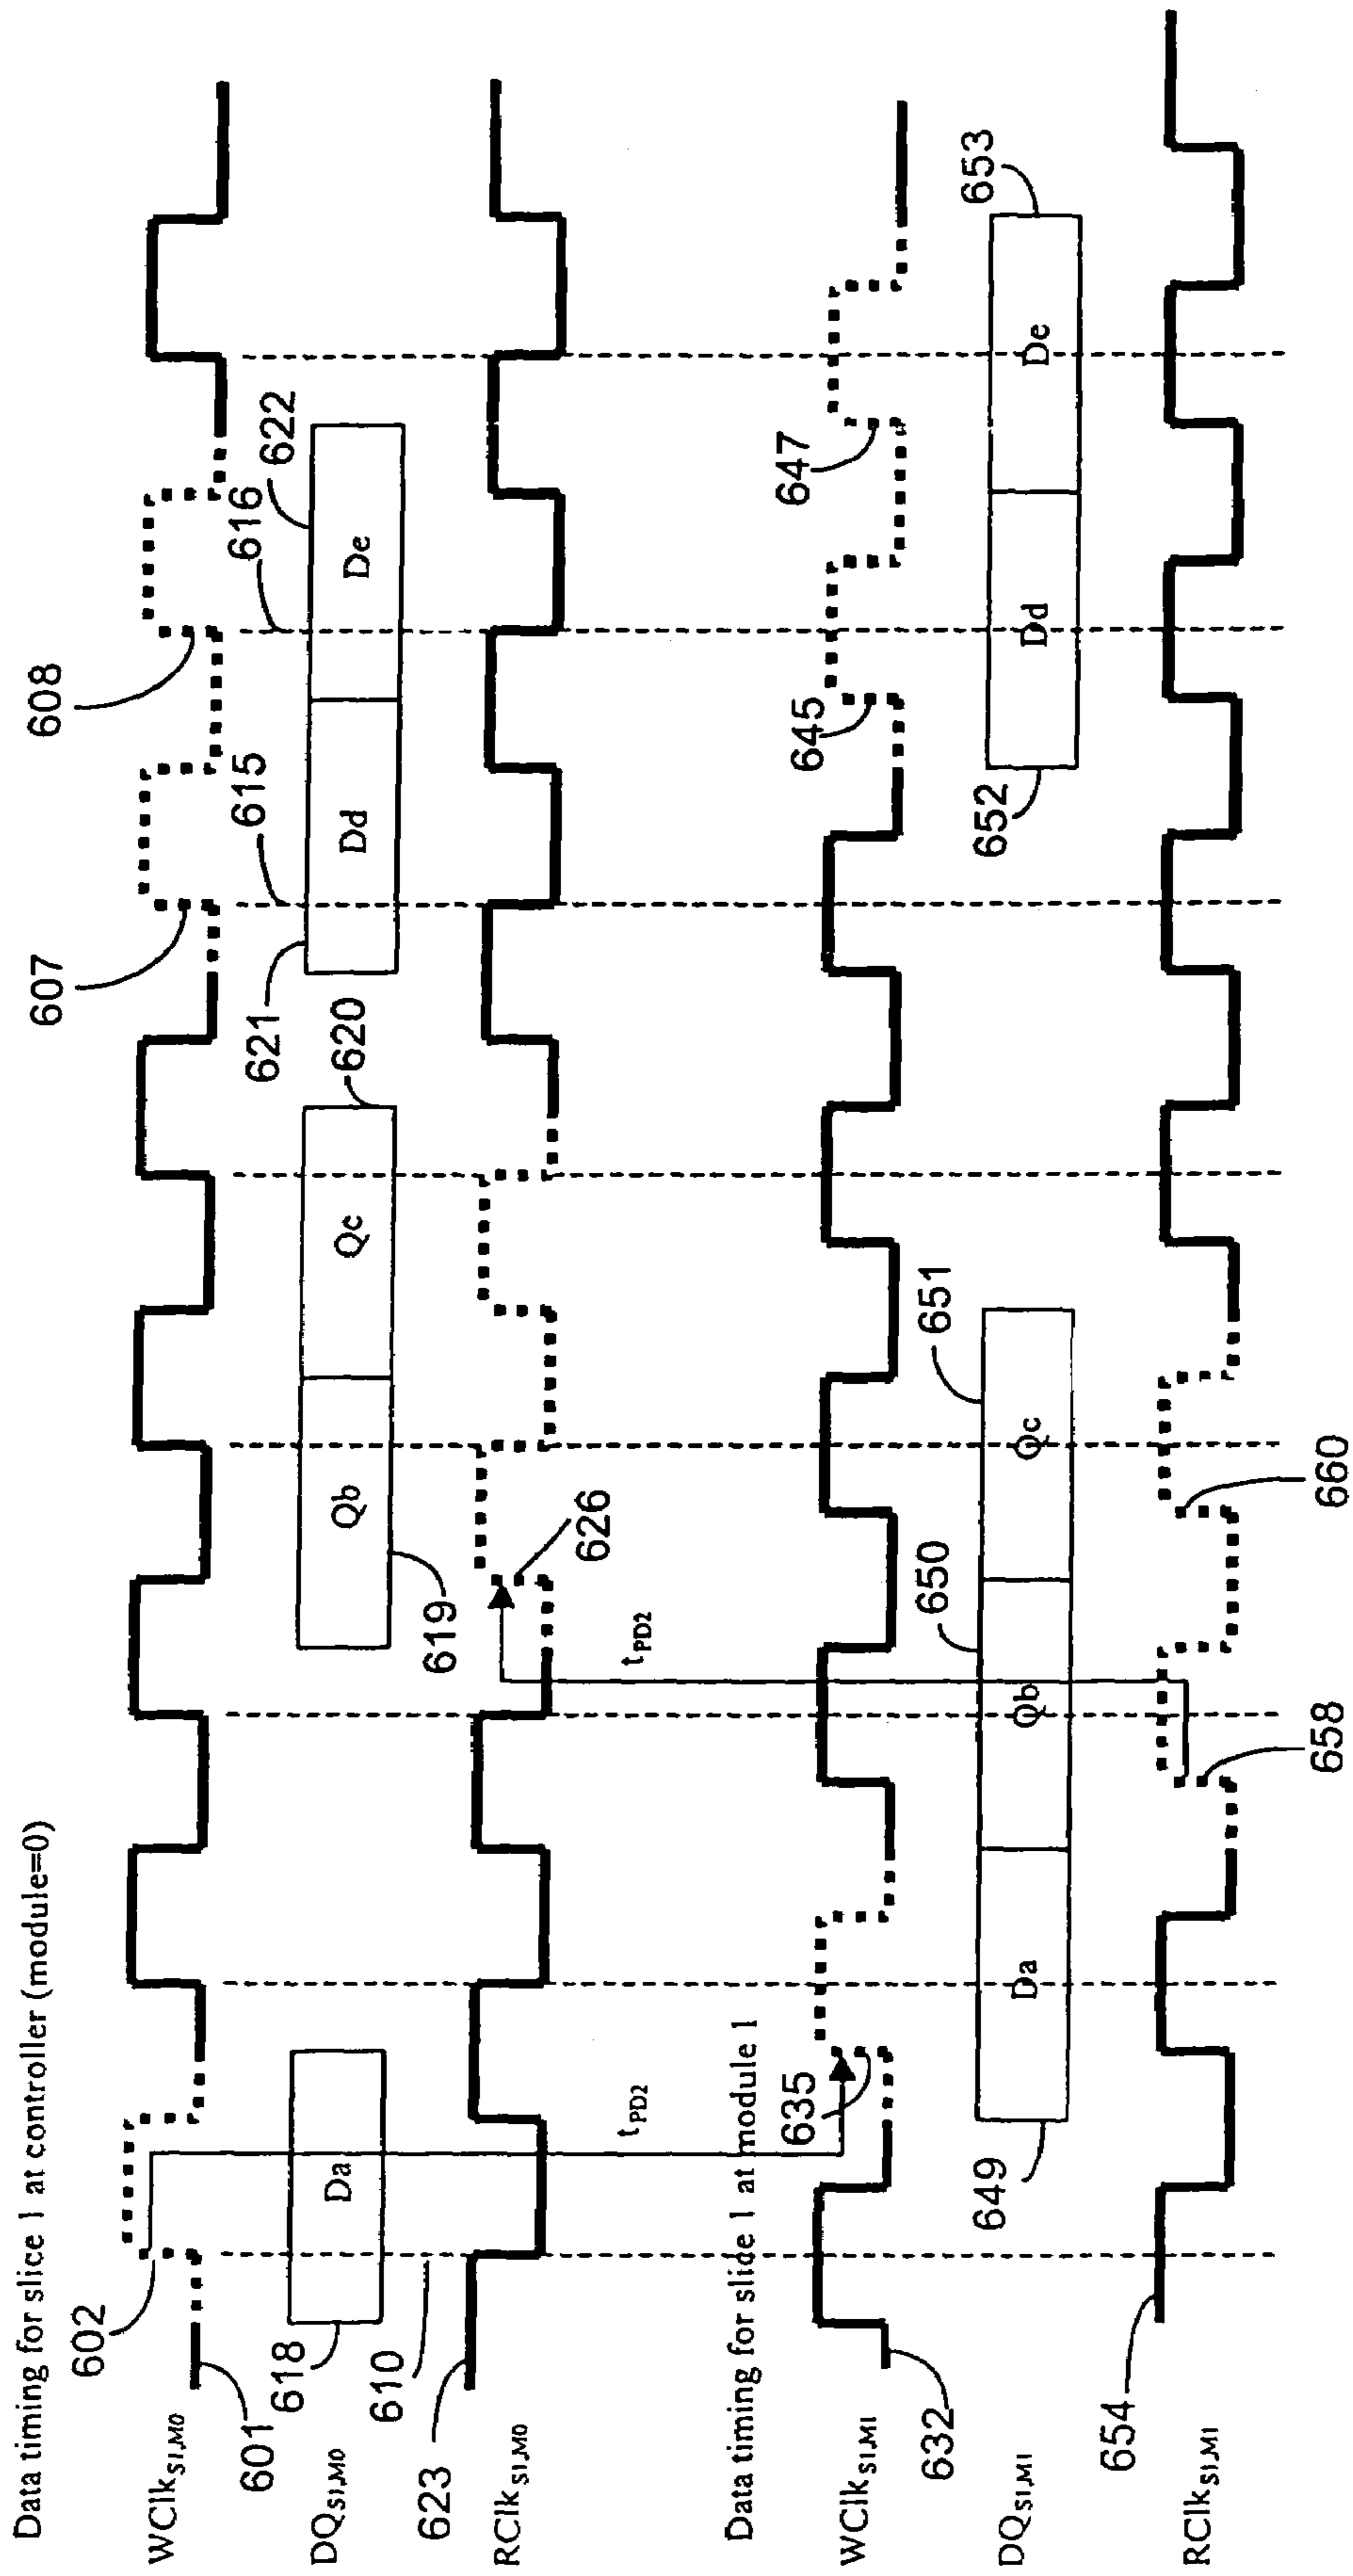 Data timing for slice 1 at controller (module=0)
602
607
608
WClk S1,M0
601
618
Da
610
DQ S1,M0
619
Qb
Qc
620
621
Dd
615
De
616
622
623
RClk S1,M0
626
tPD2
tPD2
Data timing for slice 1 at module 1
635
645
647
WClk S1,M1
632
649
Da
650
Qb
651
Qc
652
Dd
De
653
DQ S1,M1
654
658
660
RClk S1,M1